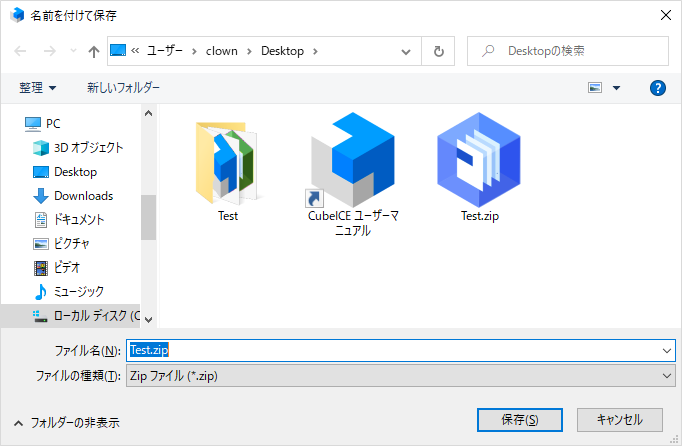 名前を付けて保存
« ユーザー › clown › Desktop ›
Desktopの検索
整理
新しいフォルダー
PC
3D オブジェクト
Desktop
Downloads
ドキュメント
ピクチャ
ビデオ
ミュージック
ローカル ディスク (C
Test
CubeICE ユーザーマ
ニュアル
Test.zip
ファイル名(N):
Test.zip
ファイルの種類(T):
Zip ファイル (*.zip)
フォルダーの非表示
保存(S)
キャンセル